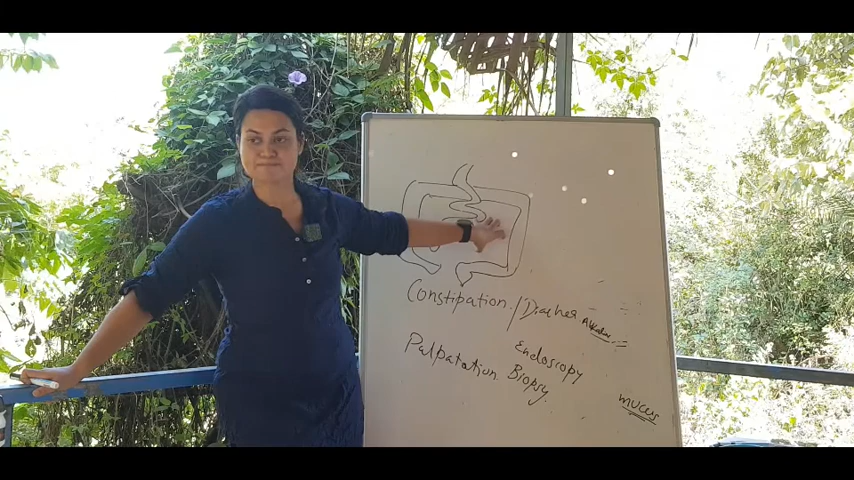 Constipation / Diarhea
Palpatation Endoscopy
Biopsy
mucus